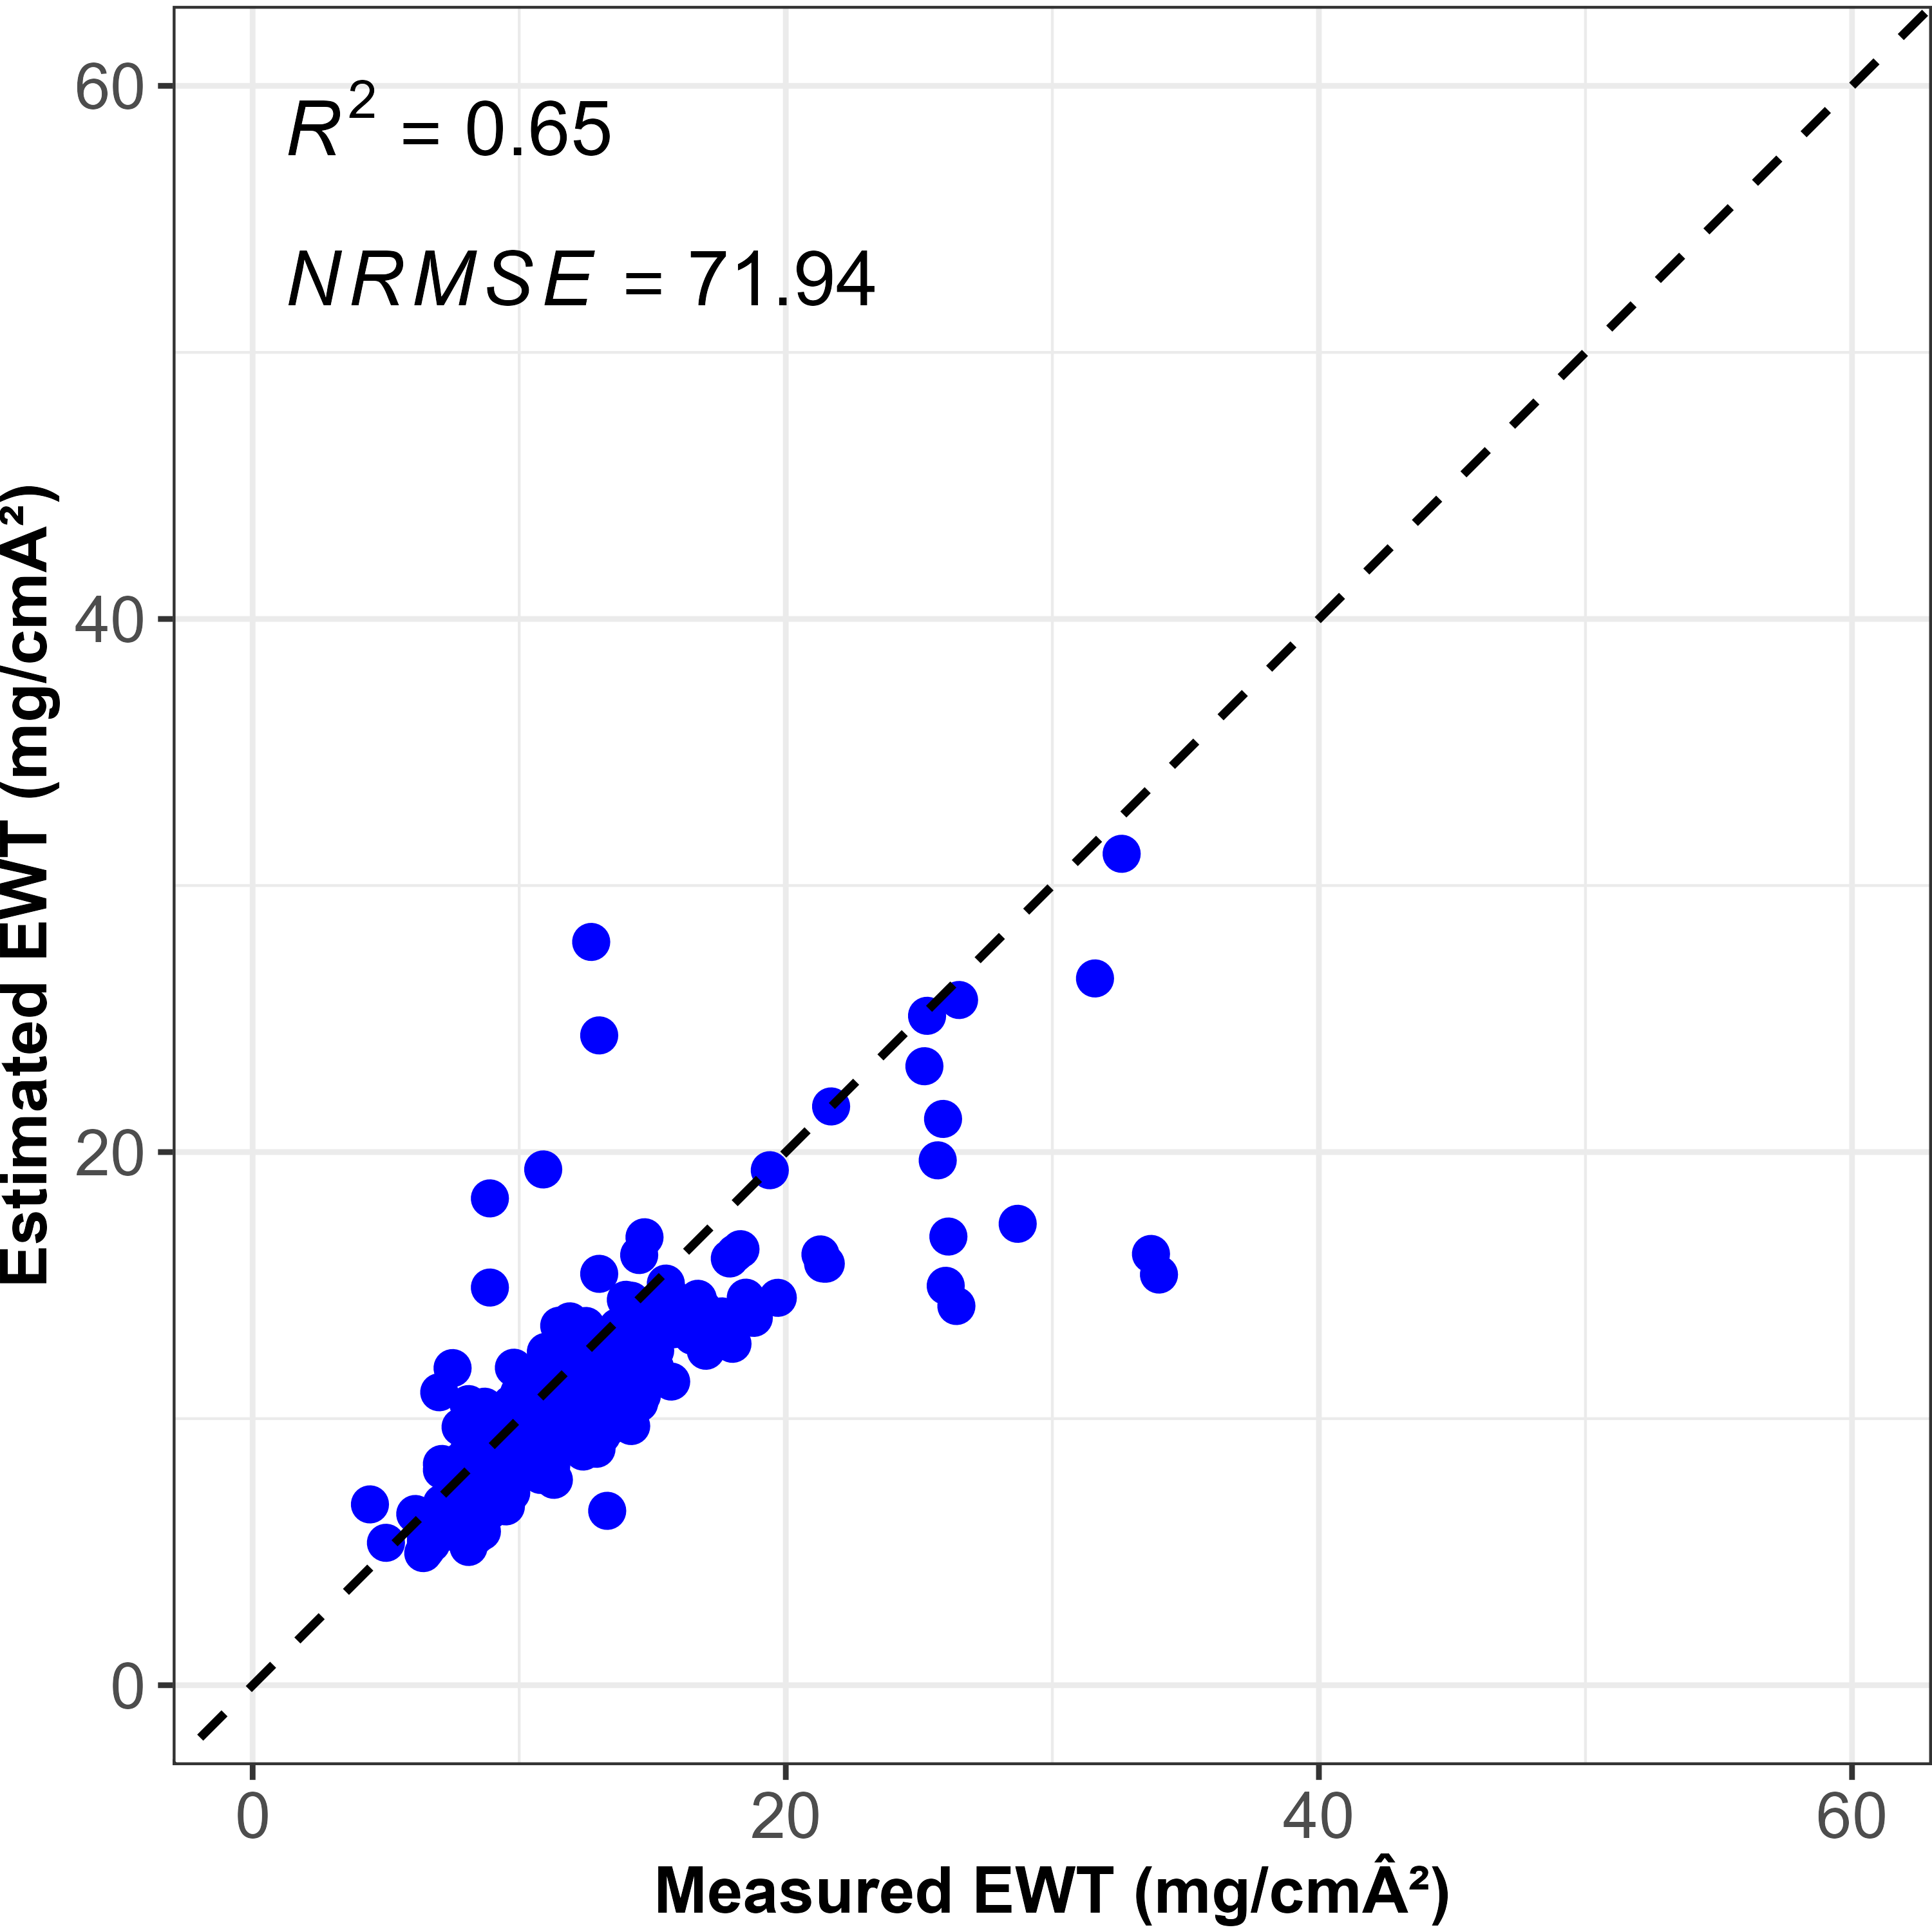 R² = 0.65
NRMSE = 71.94
60
40
20
0
Estimated EWT (mg/cmÂ²)
0 20 40 60
Measured EWT (mg/cmÂ²)